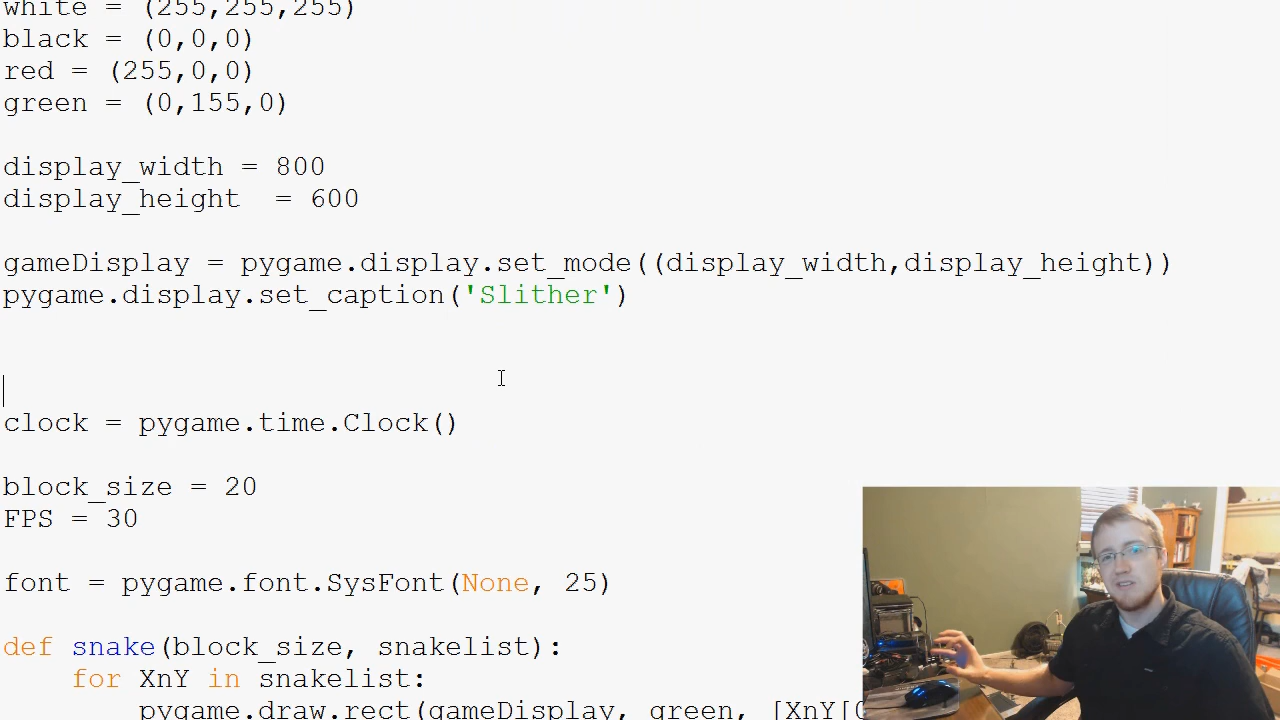 white = (255,255,255)
black = (0,0,0)
red = (255,0,0)
green = (0,155,0)
display_width = 800
display_height  = 600
gameDisplay = pygame.display.set_mode((display_width,display_height))
pygame.display.set_caption('Slither')
clock = pygame.time.Clock()
block_size = 20
FPS = 30
font = pygame.font.SysFont(None, 25)
def snake(block_size, snakelist):
    for XnY in snakelist:
        pygame.draw.rect(gameDisplay, green, [XnY[0